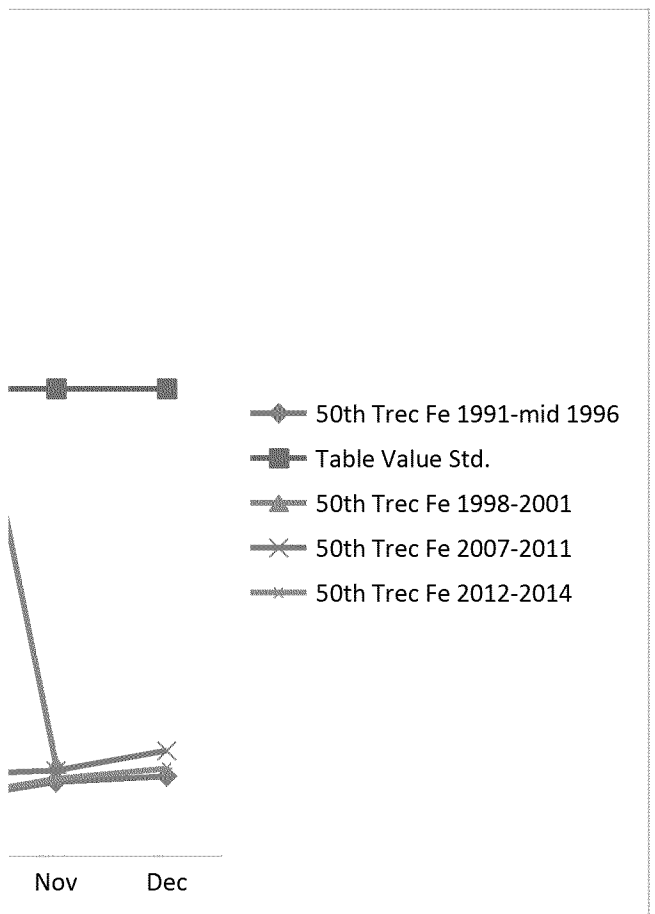 50th Trec Fe 1991-mid 1996
Table Value Std.
50th Trec Fe 1998-2001
50th Trec Fe 2007-2011
50th Trec Fe 2012-2014
Nov Dec